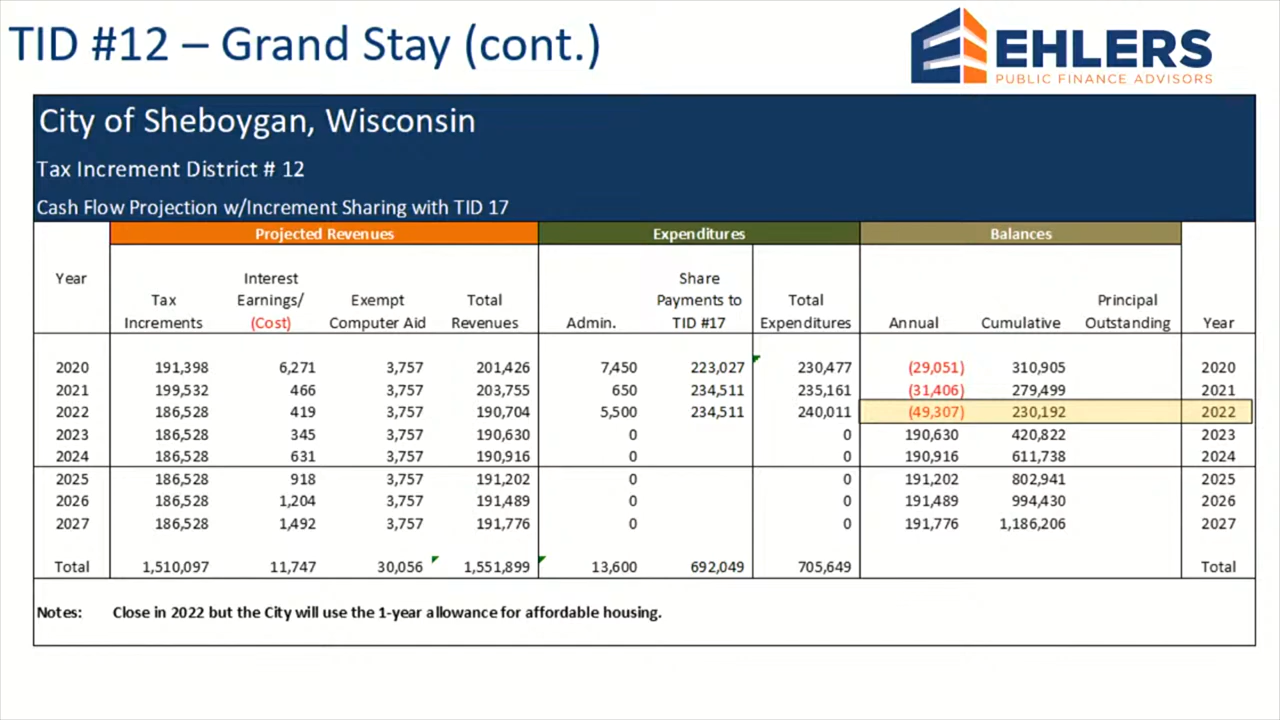 TID #12 – Grand Stay (cont.)
EHLERS
PUBLIC FINANCE ADVISORS
City of Sheboygan, Wisconsin
Tax Increment District # 12
Cash Flow Projection w/Increment Sharing with TID 17
Projected Revenues Expenditures Balances
Year Tax Increments Interest Earnings/ (Cost) Exempt Computer Aid Total Revenues Admin. Share Payments to TID #17 Total Expenditures Annual Cumulative Principal Outstanding Year
2020 191,398 6,271 3,757 201,426 7,450 223,027 230,477 (29,051) 310,905 2020
2021 199,532 466 3,757 203,755 650 234,511 235,161 (31,406) 279,499 2021
2022 186,528 419 3,757 190,704 5,500 234,511 240,011 (49,307) 230,192 2022
2023 186,528 345 3,757 190,630 0 0 190,630 420,822 2023
2024 186,528 631 3,757 190,916 0 0 190,916 611,738 2024
2025 186,528 918 3,757 191,202 0 0 191,202 802,941 2025
2026 186,528 1,204 3,757 191,489 0 0 191,489 994,430 2026
2027 186,528 1,492 3,757 191,776 0 0 191,776 1,186,206 2027
Total 1,510,097 11,747 30,056 1,551,899 13,600 692,049 705,649 Total
Notes: Close in 2022 but the City will use the 1-year allowance for affordable housing.